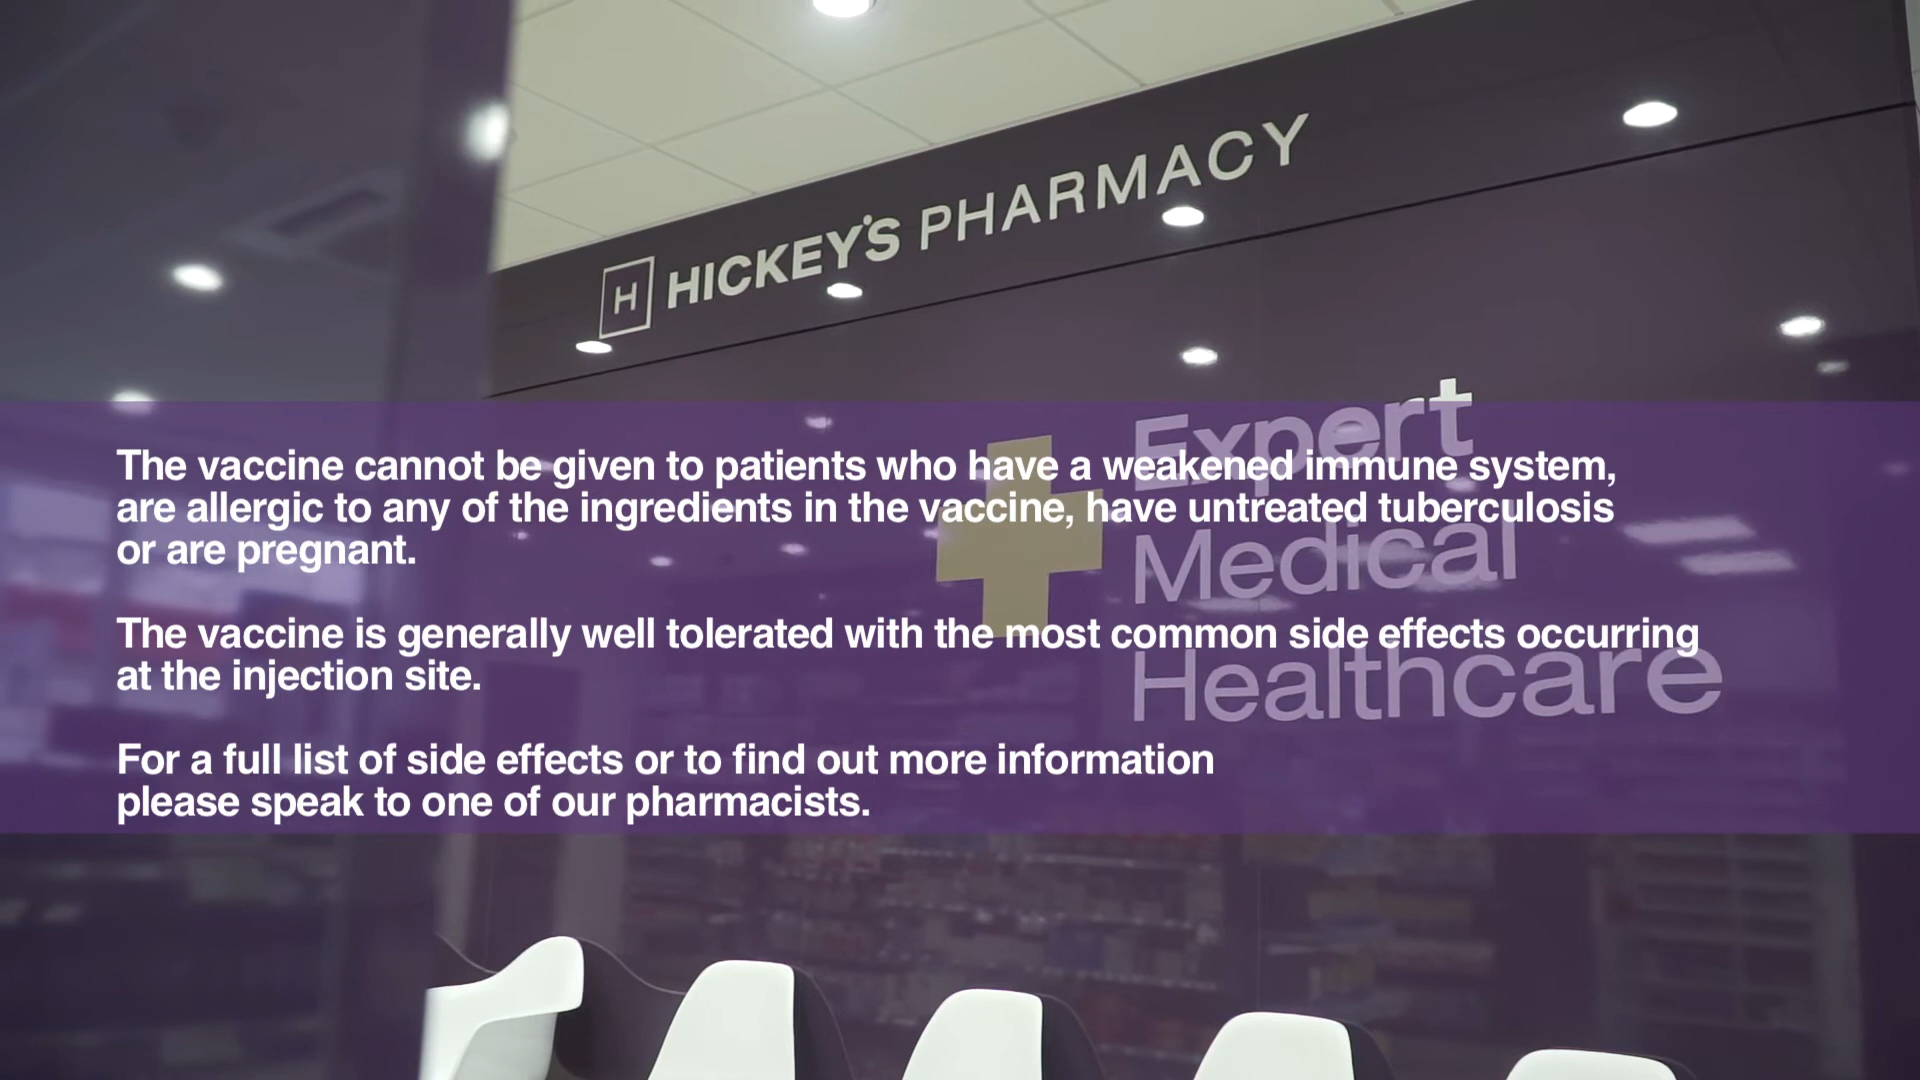 H HICKEY'S PHARMACY
Expert
Medical
Healthcare
The vaccine cannot be given to patients who have a weakened immune system,
are allergic to any of the ingredients in the vaccine, have untreated tuberculosis
or are pregnant.
The vaccine is generally well tolerated with the most common side effects occurring
at the injection site.
For a full list of side effects or to find out more information
please speak to one of our pharmacists.